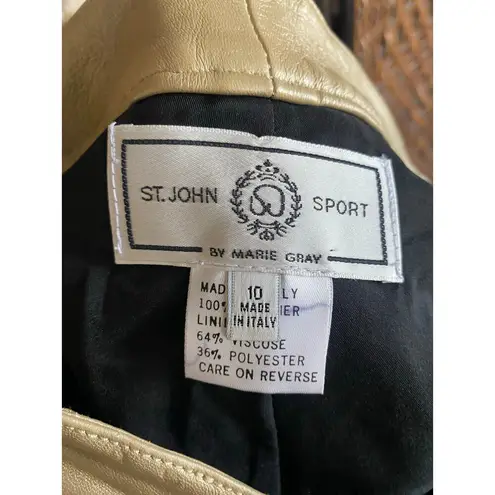 ST. JOHN SPORT
BY MARIE GRAY
10
MADE
IN ITALY
MAD LY
100% IER
LINI
64% VISCOSE
36% POLYESTER
CARE ON REVERSE